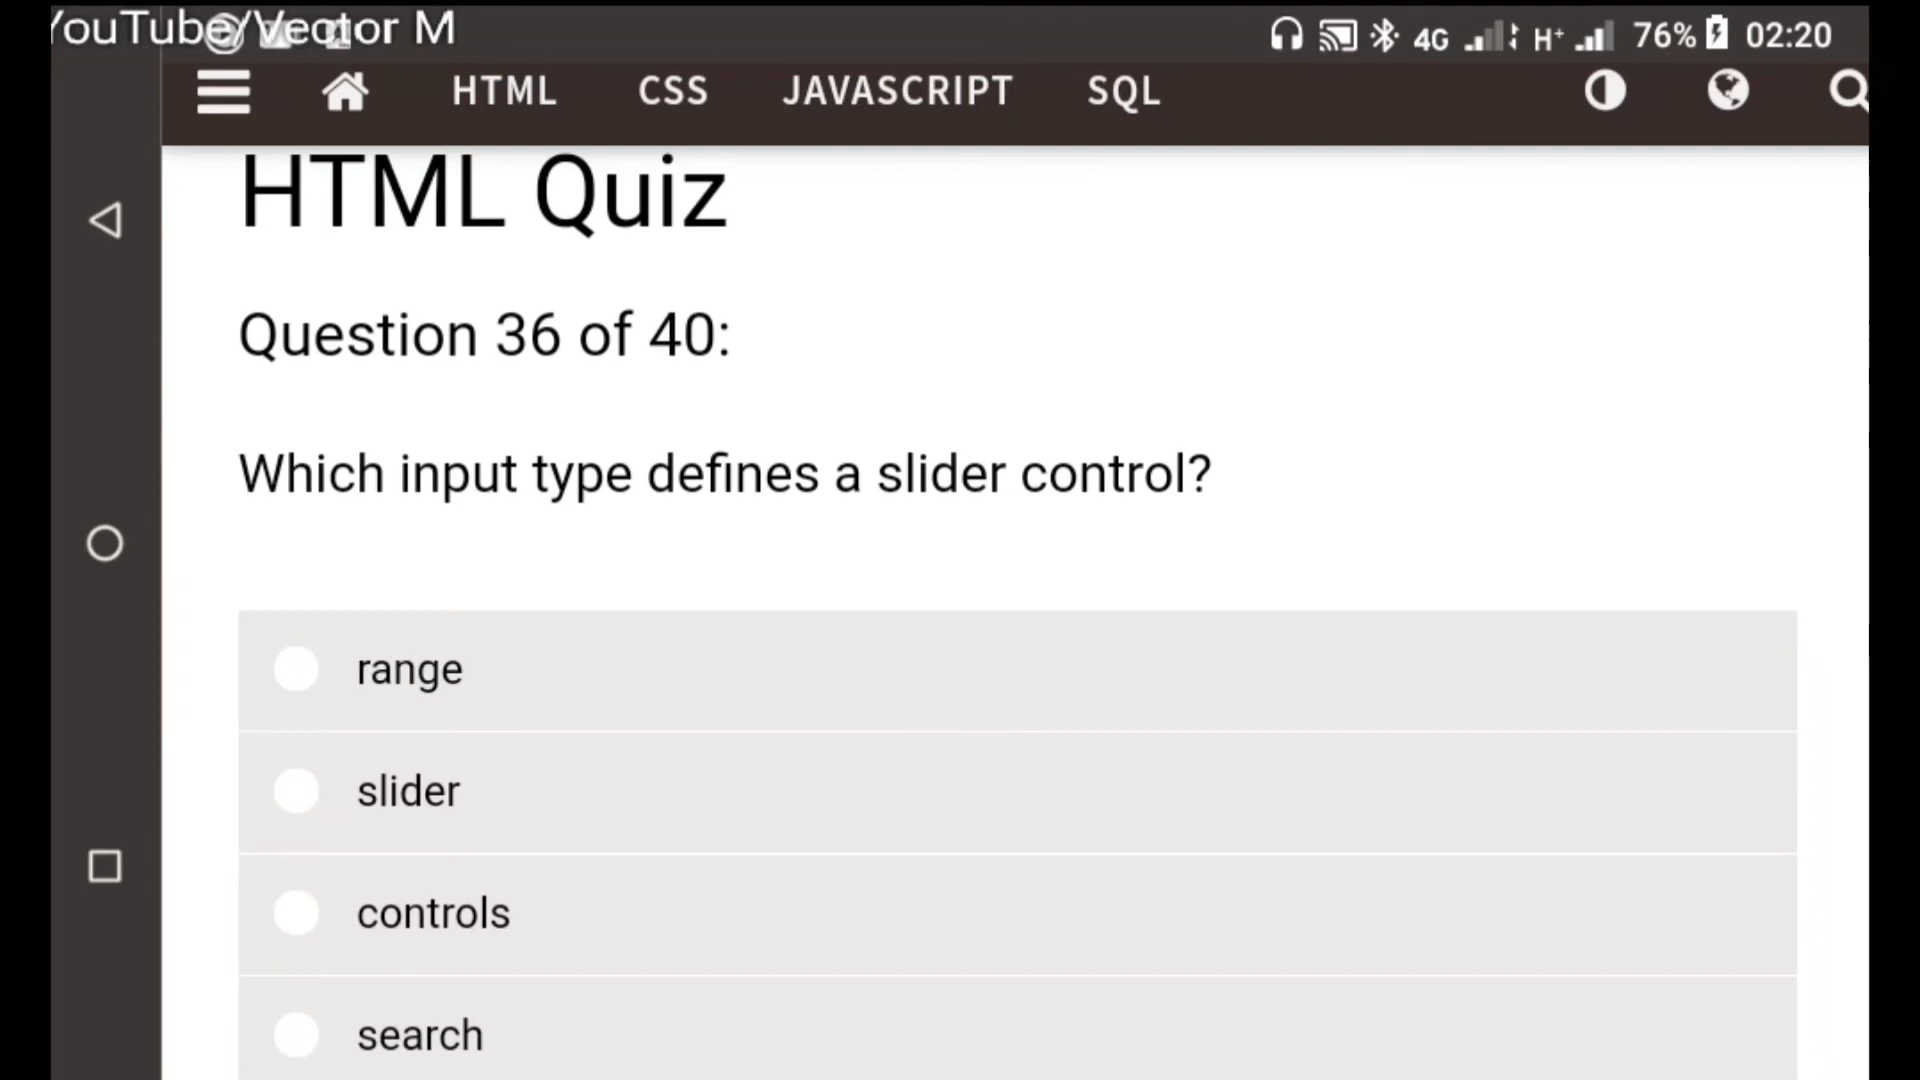 YouTube/Vector M
4G H+ 76% 02:20
HTML CSS JAVASCRIPT SQL
HTML Quiz
Question 36 of 40:
Which input type defines a slider control?
range
slider
controls
search